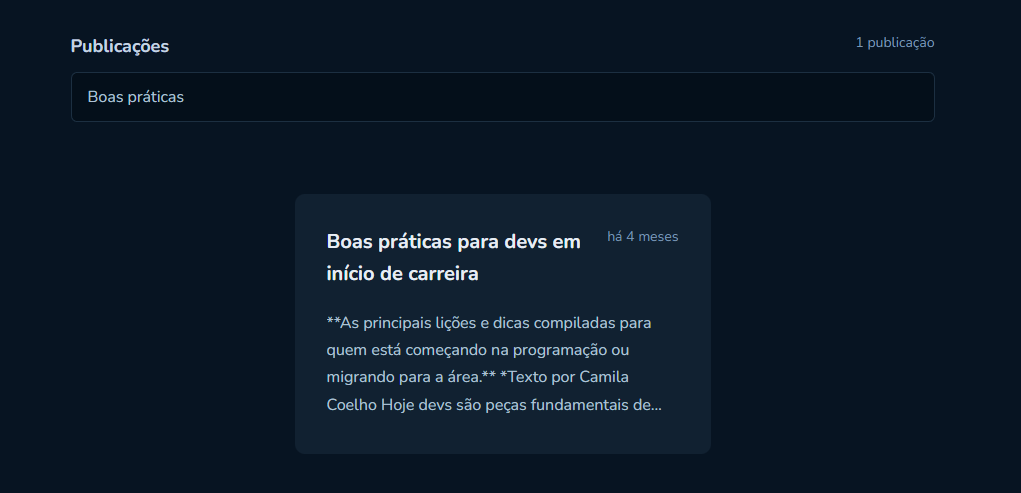 Publicações
1 publicação
Boas práticas
Boas práticas para devs em
há 4 meses
início de carreira
**As principais lições e dicas compiladas para
quem está começando na programação ou
migrando para a área.** *Texto por Camila
Coelho Hoje devs são peças fundamentais de...